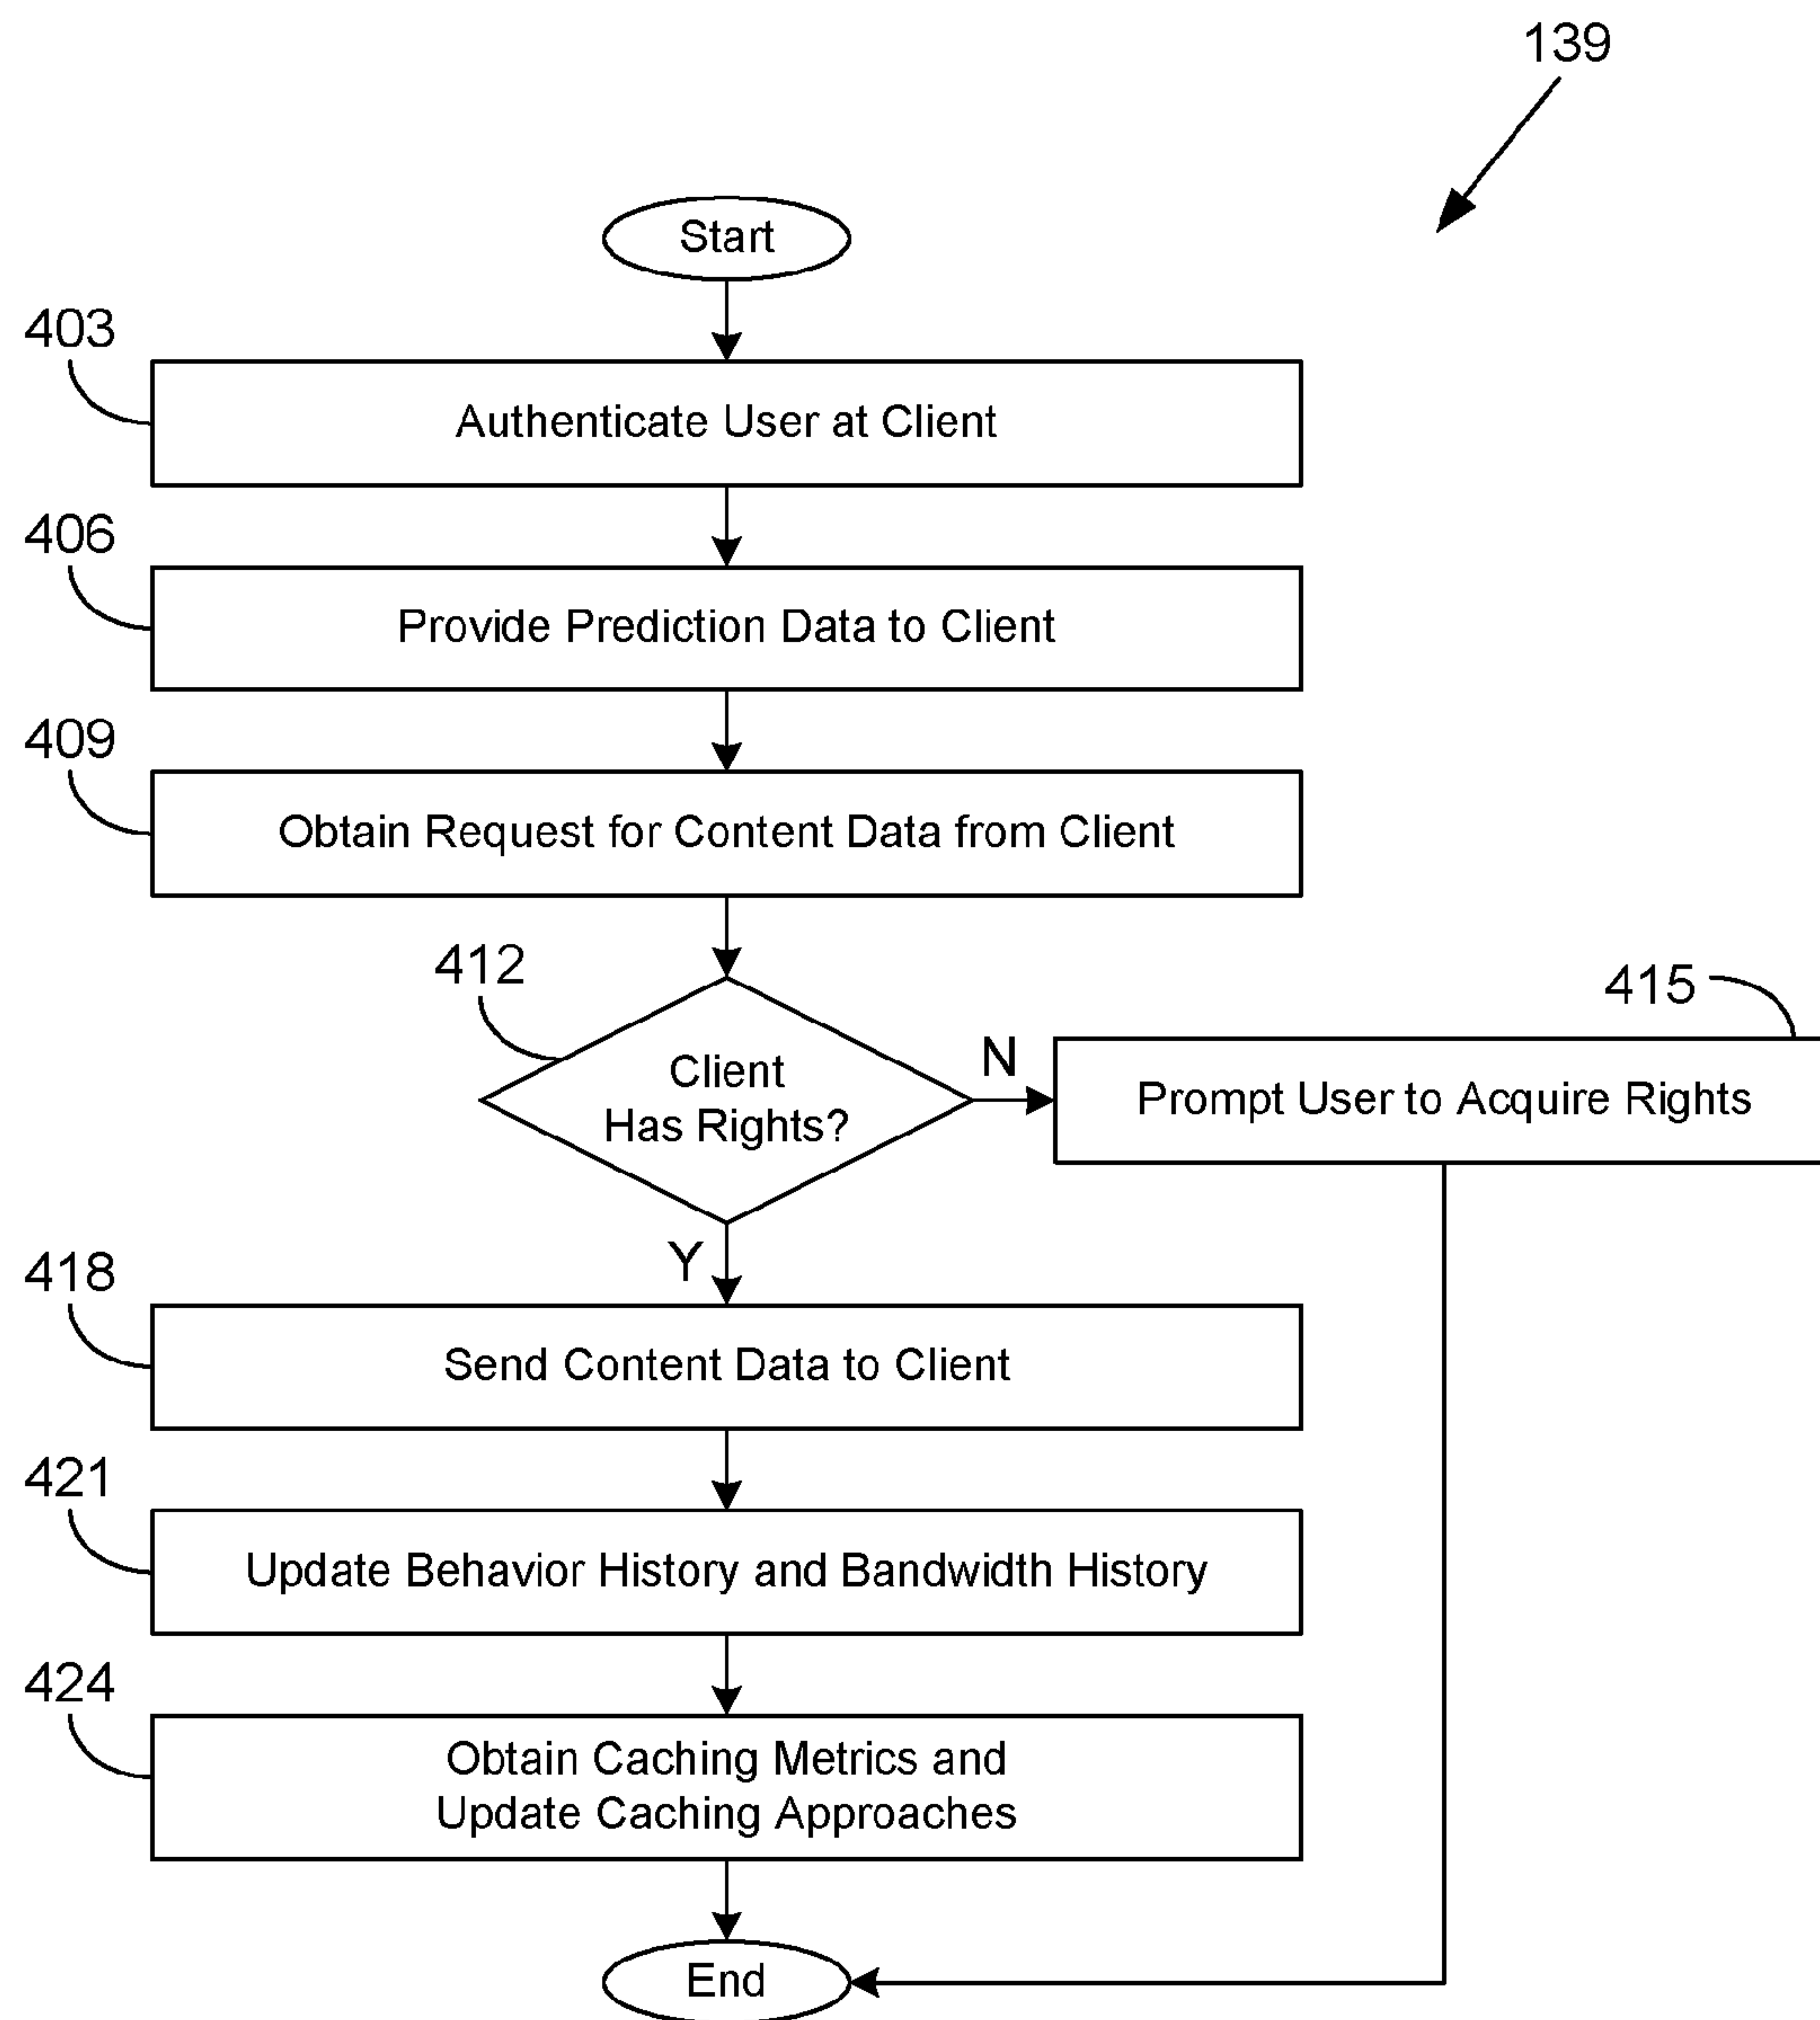 139
Start
403
Authenticate User at Client
406
Provide Prediction Data to Client
409
Obtain Request for Content Data from Client
412
Client
Has Rights?
N
415
Prompt User to Acquire Rights
Y
418
Send Content Data to Client
421
Update Behavior History and Bandwidth History
424
Obtain Caching Metrics and
Update Caching Approaches
End